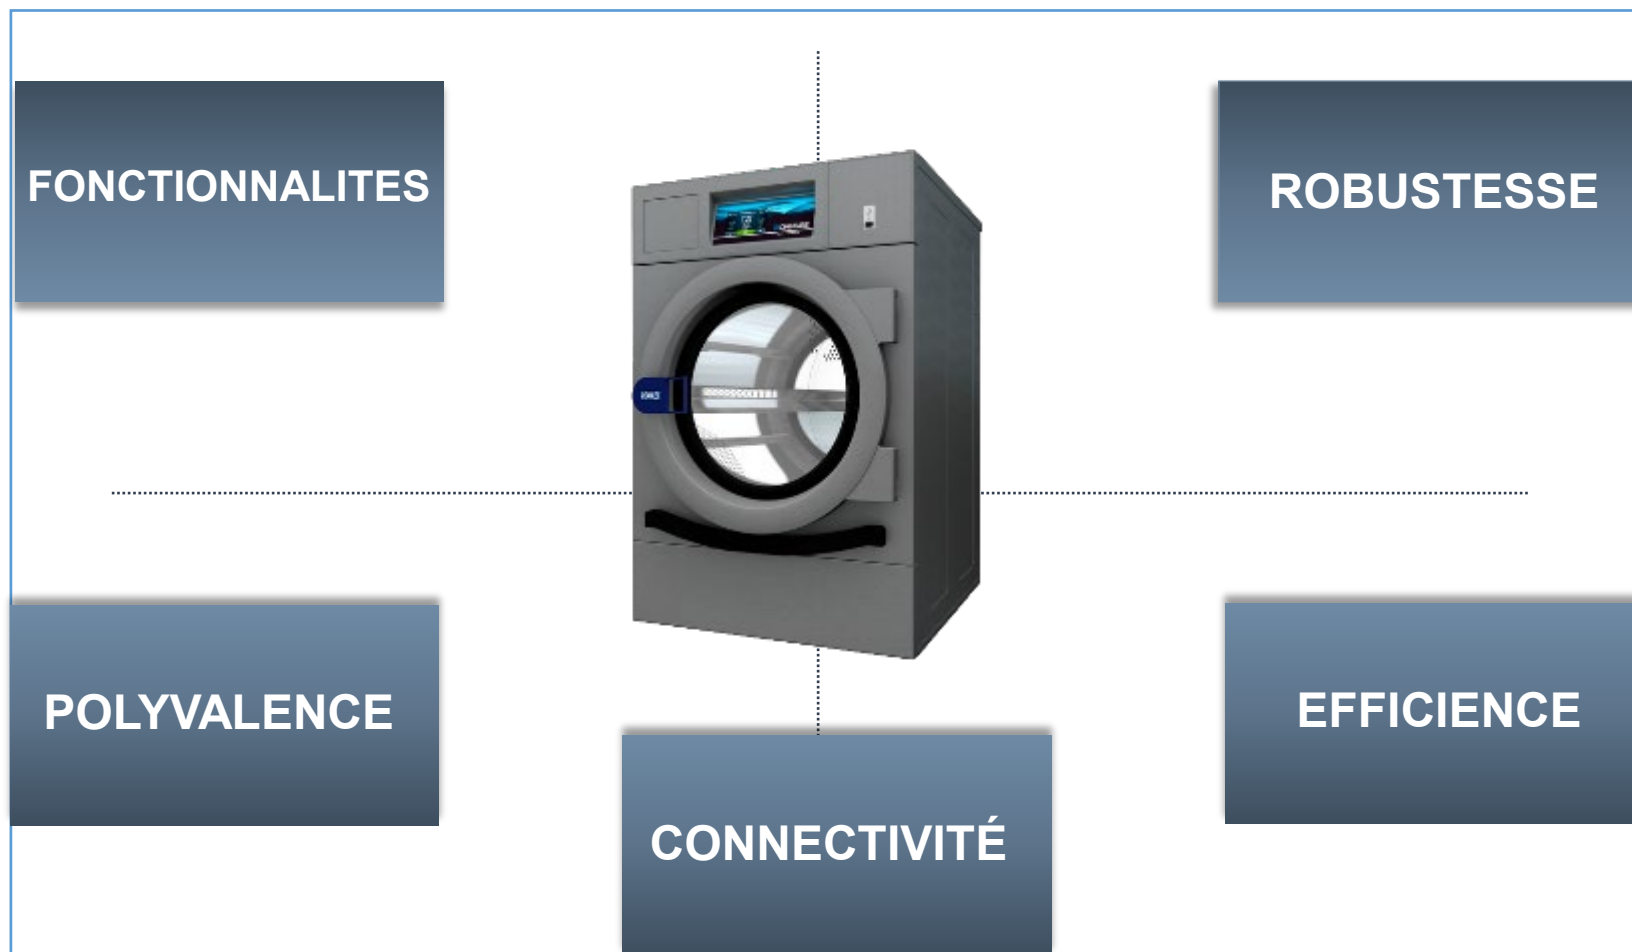 FONCTIONNALITES
ROBUSTESSE
POLYVALENCE
EFFICIENCE
CONNECTIVITÉ